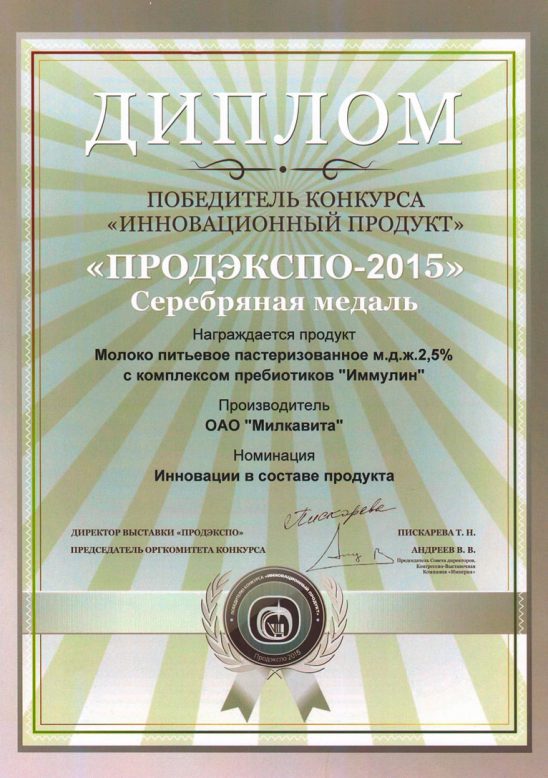 ДИПЛОМ
ПОБЕДИТЕЛЬ КОНКУРСА
«ИННОВАЦИОННЫЙ ПРОДУКТ»
«ПРОДЭКСПО-2015»
Серебряная медаль
Награждается продукт
Молоко питьевое пастеризованное м.д.ж.2,5%
с комплексом пребиотиков "Иммулин"
Производитель
ОАО "Милкавита"
Номинация
Инновации в составе продукта
Пискарева
ДИРЕКТОР ВЫСТАВКИ «ПРОДЭКСПО» ПИСКАРЕВА Т. Н.
ПРЕДСЕДАТЕЛЬ ОРГКОМИТЕТА КОНКУРСА АНДРЕЕВ В. В.
Председатель Совета директоров,
Конгрессно-Выставочная
Компания «Империя»
ПОБЕДИТЕЛЬ КОНКУРСА «ИННОВАЦИОННЫЙ ПРОДУКТ»
Продэкспо 2015